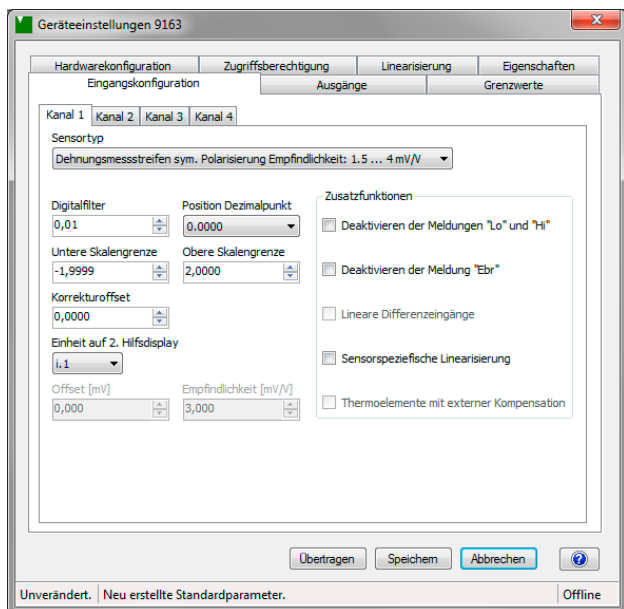 Geräteeinstellungen 9163
Hardwarekonfiguration Zugriffsberechtigung Linearisierung Eigenschaften
Eingangskonfiguration Ausgänge Grenzwerte
Kanal 1 Kanal 2 Kanal 3 Kanal 4
Sensortyp
Dehnungsmessstreifen sym. Polarisierung Empfindlichkeit: 1.5 ... 4 mV/V
Digitalfilter Position Dezimalpunkt
0,01 0.0000
Untere Skalengrenze Obere Skalengrenze
-1,9999 2,0000
Korrekturoffset
0,0000
Einheit auf 2. Hilfsdisplay
i.1
Offset [mV] Empfindlichkeit [mV/V]
0,000 3,000
Zusatzfunktionen
Deaktivieren der Meldungen "Lo" und "Hi"
Deaktivieren der Meldung "Ebr"
Lineare Differenzeingänge
Sensorspeziefische Linearisierung
Thermoelemente mit externer Kompensation
Übertragen Speichern Abbrechen ?
Unverändert. Neu erstellte Standardparameter. Offline